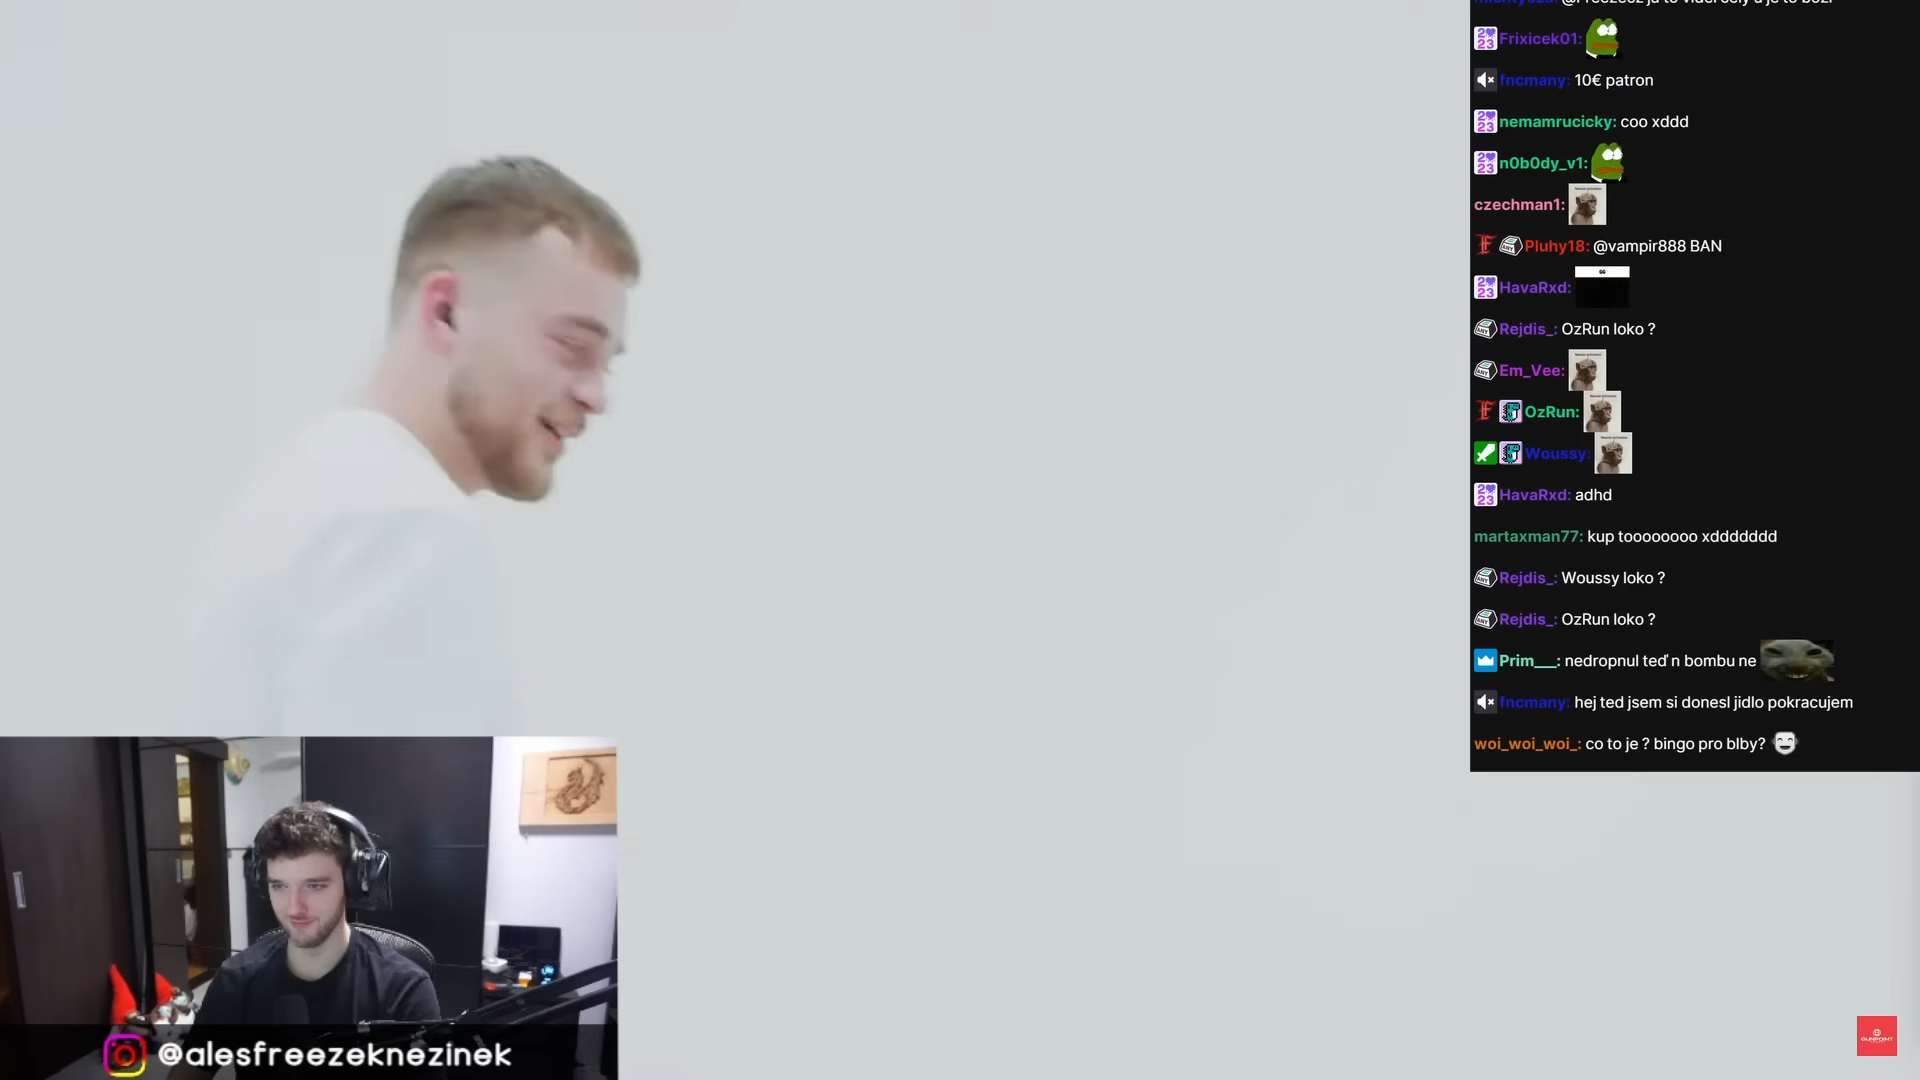 Frixicek01:
fncmany: 10€ patron
nemamrucicky: coo xddd
n0b0dy_v1:
czechman1:
Pluhy18: @vampir888 BAN
HavaRxd:
Rejdis_: OzRun loko ?
Em_Vee:
OzRun:
Woussy:
HavaRxd: adhd
martaxman77: kup toooooooo xddddddd
Rejdis_: Woussy loko ?
Rejdis_: OzRun loko ?
Prim___: nedropnul teď n bombu ne
fncmany: hej ted jsem si donesl jidlo pokracujem
woi_woi_woi_: co to je ? bingo pro blby?
@alesfreezeknezinek
GUNPOINT